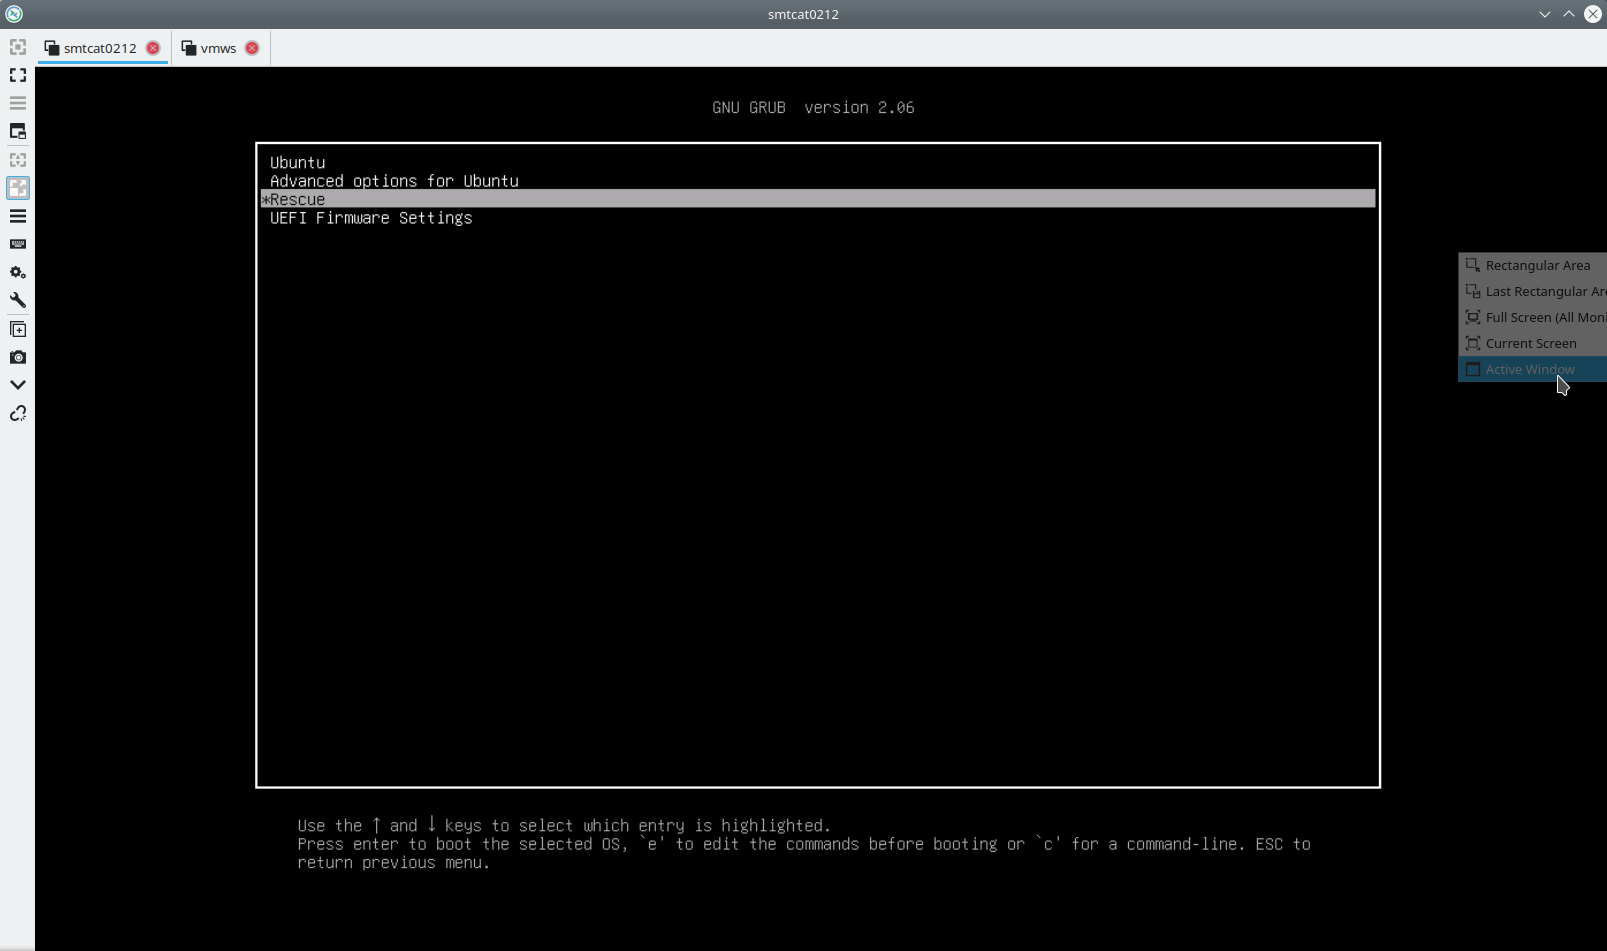 smtcat0212
smtcat0212 vmws
GNU GRUB version 2.06
Ubuntu
Advanced options for Ubuntu
*Rescue
UEFI Firmware Settings
Rectangular Area
Last Rectangular Are
Full Screen (All Moni
Current Screen
Active Window
Use the ↑ and ↓ keys to select which entry is highlighted.
Press enter to boot the selected OS, `e' to edit the commands before booting or `c' for a command-line. ESC to
return previous menu.